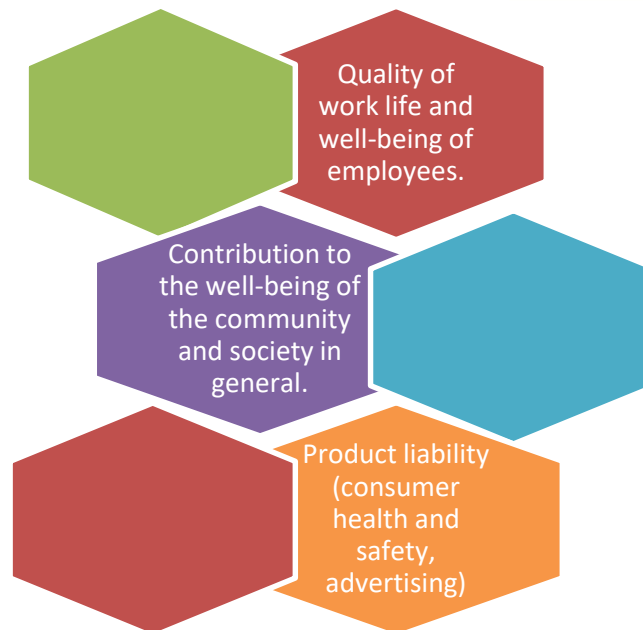 Quality of
work life and
well-being of
employees.
Contribution to
the well-being of
the community
and society in
general.
Product liability
(consumer
health and
safety,
advertising)